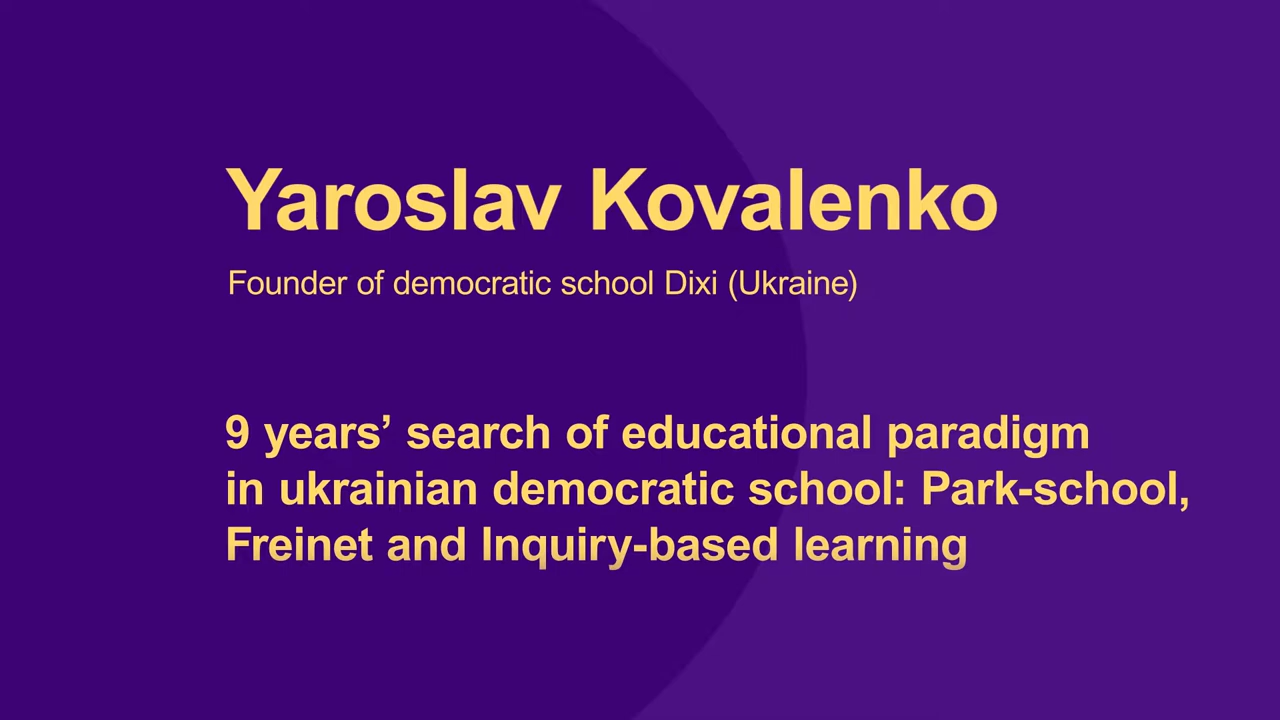 Yaroslav Kovalenko
Founder of democratic school Dixi (Ukraine)
9 years’ search of educational paradigm
in ukrainian democratic school: Park-school,
Freinet and Inquiry-based learning